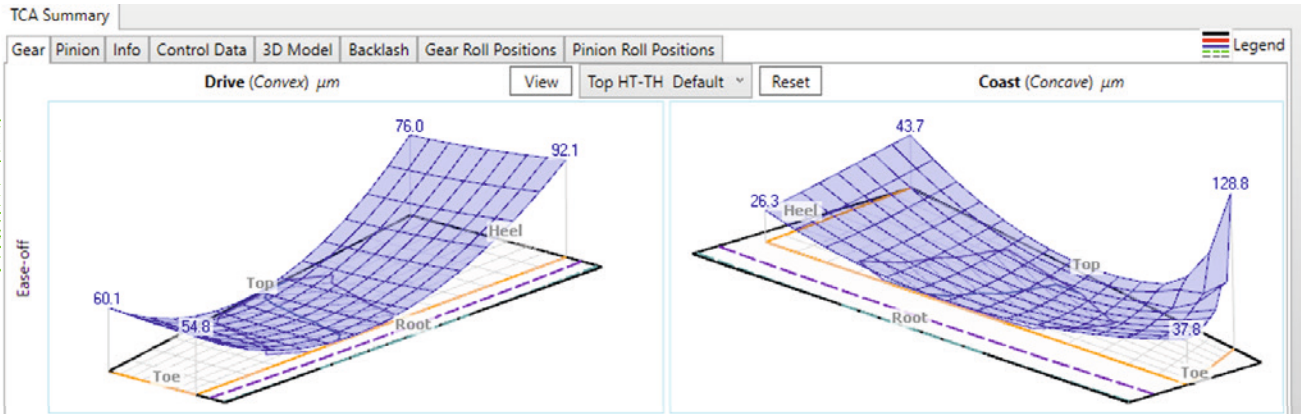 TCA Summary
Gear Pinion Info Control Data 3D Model Backlash Gear Roll Positions Pinion Roll Positions Legend
Drive (Convex) μm View Top HT-TH Default Reset Coast (Concave) μm
Ease-off
76.0
92.1
Heel
Top
60.1
54.8
Root
Toe
43.7
128.8
26.3
Heel
Top
Root
37.8
Toe